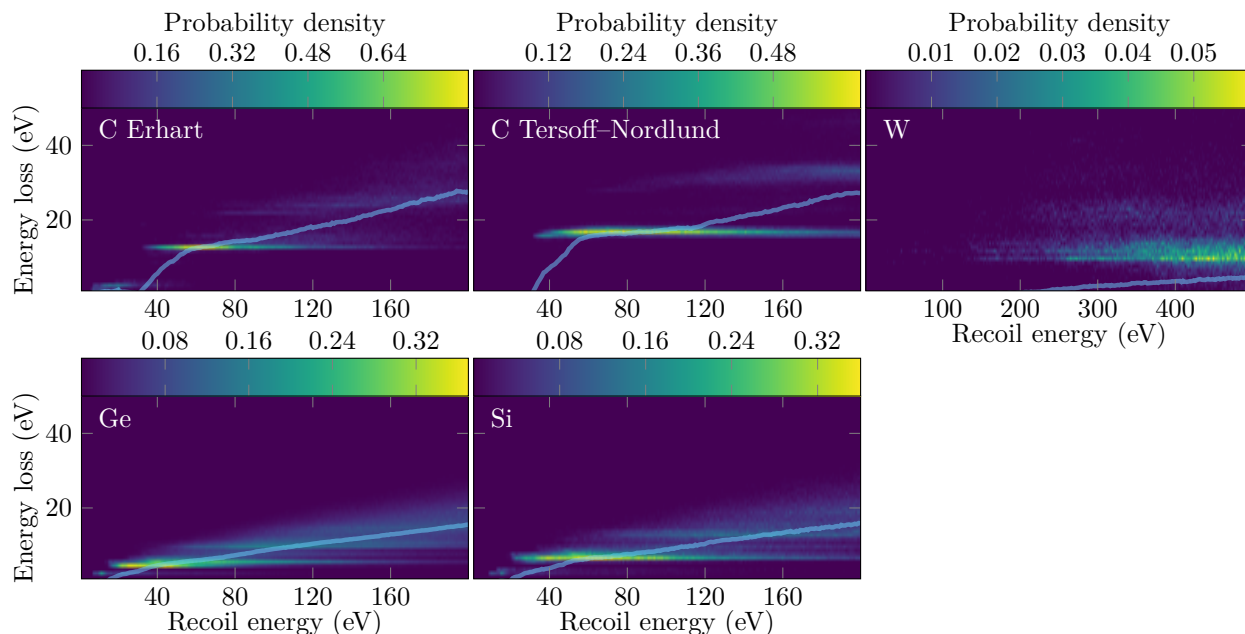 Probability density Probability density Probability density
0.16 0.32 0.48 0.64 0.12 0.24 0.36 0.48 0.01 0.02 0.03 0.04 0.05
C Erhart C Tersoff–Nordlund W
Energy loss (eV)
40
20
40 80 120 160 40 80 120 160 100 200 300 400
Recoil energy (eV)
0.08 0.16 0.24 0.32 0.08 0.16 0.24 0.32
Ge Si
Energy loss (eV)
40
20
40 80 120 160 40 80 120 160
Recoil energy (eV) Recoil energy (eV)